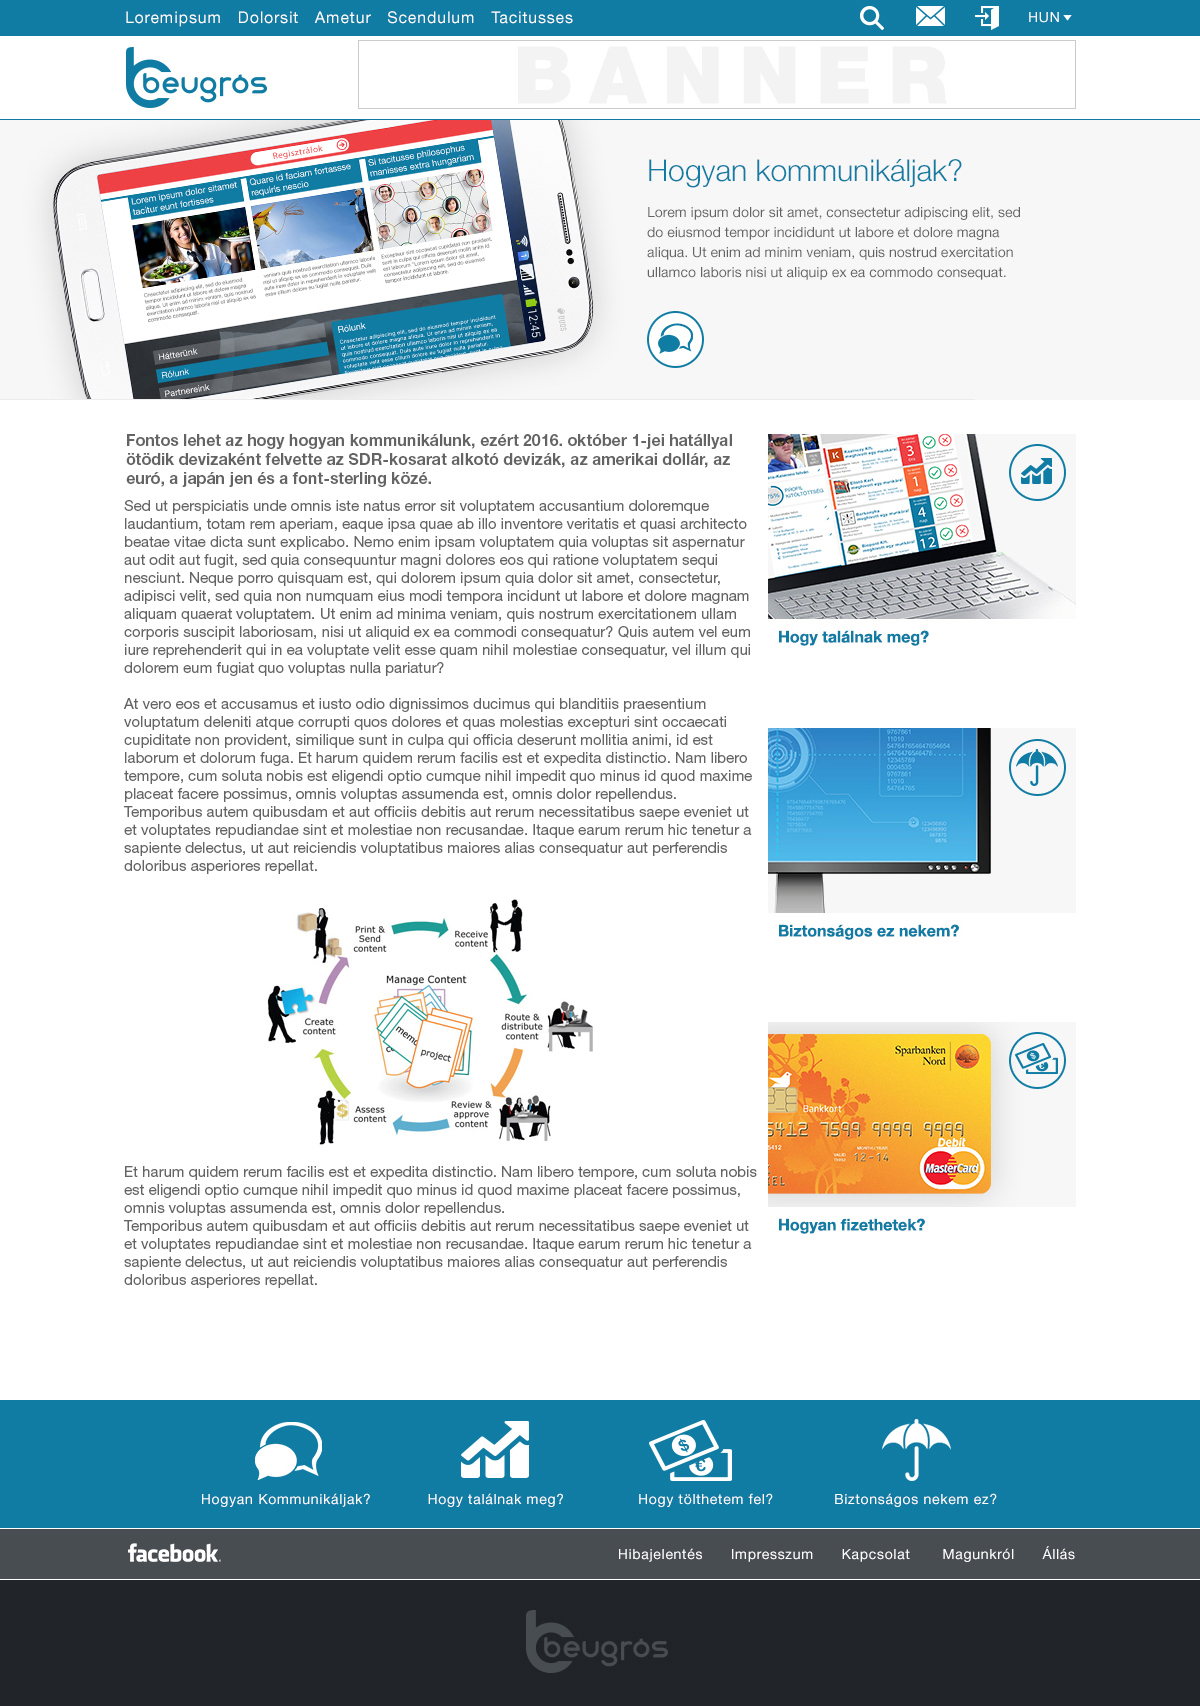 Loremipsum Dolorsit Ametur Scendulum Tacitusses
HUN
beugrós
BANNER
Regisztrálok
Lorem ipsum dolor sitamet
tacitur eunt fortisses
Quare id faciam fortassse
requiris nescio
Si tacitusse philosophus
manisses extra hungariam
Hátterünk
Rólunk
Partnereink
Rólunk
12:45
DUOS
Hogyan kommunikáljak?
Lorem ipsum dolor sit amet, consectetur adipiscing elit, sed
do eiusmod tempor incididunt ut labore et dolore magna
aliqua. Ut enim ad minim veniam, quis nostrud exercitation
ullamco laboris nisi ut aliquip ex ea commodo consequat.
Fontos lehet az hogy hogyan kommunikálunk, ezért 2016. október 1-jei hatállyal
ötödik devizaként felvette az SDR-kosarat alkotó devizák, az amerikai dollár, az
euró, a japán jen és a font-sterling közé.
Sed ut perspiciatis unde omnis iste natus error sit voluptatem accusantium doloremque
laudantium, totam rem aperiam, eaque ipsa quae ab illo inventore veritatis et quasi architecto
beatae vitae dicta sunt explicabo. Nemo enim ipsam voluptatem quia voluptas sit aspernatur
aut odit aut fugit, sed quia consequuntur magni dolores eos qui ratione voluptatem sequi
nesciunt. Neque porro quisquam est, qui dolorem ipsum quia dolor sit amet, consectetur,
adipisci velit, sed quia non numquam eius modi tempora incidunt ut labore et dolore magnam
aliquam quaerat voluptatem. Ut enim ad minima veniam, quis nostrum exercitationem ullam
corporis suscipit laboriosam, nisi ut aliquid ex ea commodi consequatur? Quis autem vel eum
iure reprehenderit qui in ea voluptate velit esse quam nihil molestiae consequatur, vel illum qui
dolorem eum fugiat quo voluptas nulla pariatur?
At vero eos et accusamus et iusto odio dignissimos ducimus qui blanditiis praesentium
voluptatum deleniti atque corrupti quos dolores et quas molestias excepturi sint occaecati
cupiditate non provident, similique sunt in culpa qui officia deserunt mollitia animi, id est
laborum et dolorum fuga. Et harum quidem rerum facilis est et expedita distinctio. Nam libero
tempore, cum soluta nobis est eligendi optio cumque nihil impedit quo minus id quod maxime
placeat facere possimus, omnis voluptas assumenda est, omnis dolor repellendus.
Temporibus autem quibusdam et aut officiis debitis aut rerum necessitatibus saepe eveniet ut
et voluptates repudiandae sint et molestiae non recusandae. Itaque earum rerum hic tenetur a
sapiente delectus, ut aut reiciendis voluptatibus maiores alias consequatur aut perferendis
doloribus asperiores repellat.
Print &
Send
content
Receive
content
Manage Content
Create
content
Route &
distribute
content
memo
project
Assess
content
Review &
approve
content
Et harum quidem rerum facilis est et expedita distinctio. Nam libero tempore, cum soluta nobis
est eligendi optio cumque nihil impedit quo minus id quod maxime placeat facere possimus,
omnis voluptas assumenda est, omnis dolor repellendus.
Temporibus autem quibusdam et aut officiis debitis aut rerum necessitatibus saepe eveniet ut
et voluptates repudiandae sint et molestiae non recusandae. Itaque earum rerum hic tenetur a
sapiente delectus, ut aut reiciendis voluptatibus maiores alias consequatur aut perferendis
doloribus asperiores repellat.
PROFIL
KITÖLTÖTTSÉG
3
1
4
12
Hogy találnak meg?
9767861
11010
5476476546476547654
54764765476476
12345789
0004535
9767861
11010
54764765
Biztonságos ez nekem?
Sparbanken
Nord
Bankkort
5412 7599 9999 9999
12-14
Debit
MasterCard
Hogyan fizethetek?
Hogyan Kommunikáljak?
Hogy találnak meg?
Hogy tölthetem fel?
Biztonságos nekem ez?
facebook
Hibajelentés Impresszum Kapcsolat Magunkról Állás
beugrós